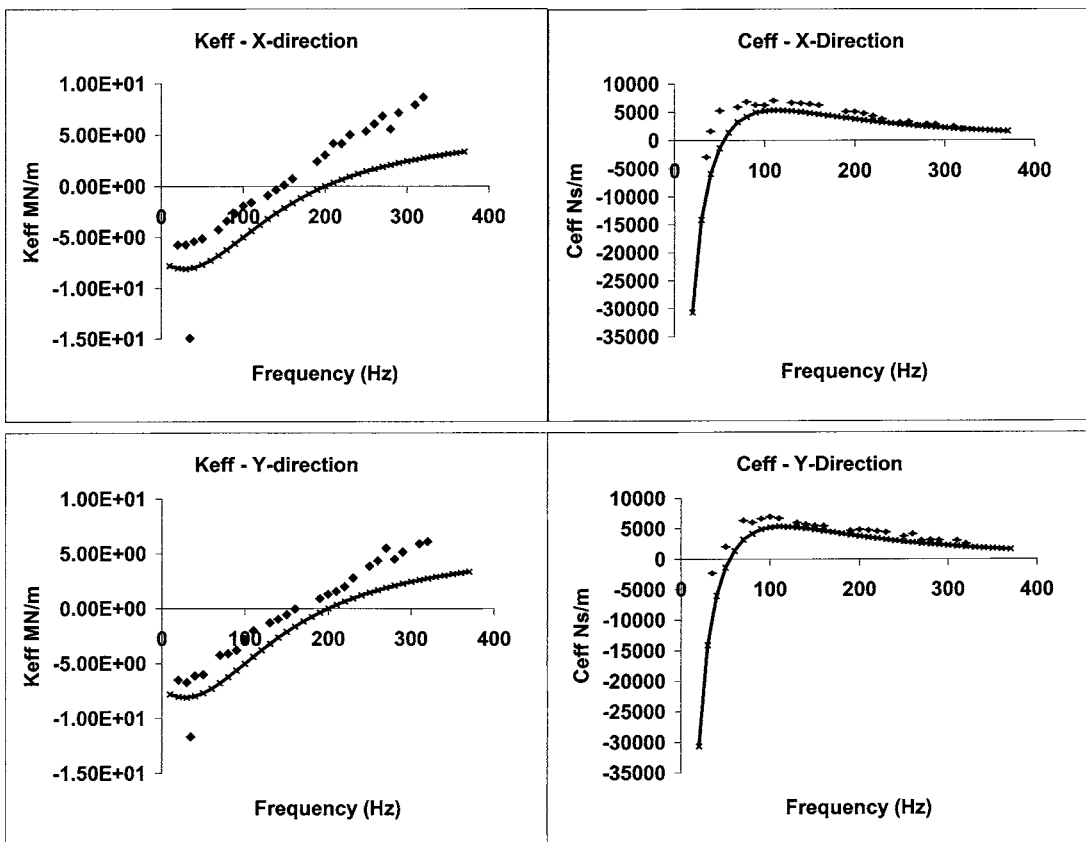 Keff - X-direction
1.00E+01
5.00E+00
0.00E+00
-5.00E+00
-1.00E+01
-1.50E+01
0
100
200
300
400
Keff MN/m
Frequency (Hz)
Ceff - X-Direction
10000
5000
0
-5000
-10000
-15000
-20000
-25000
-30000
-35000
0
100
200
300
400
Ceff Ns/m
Frequency (Hz)
Keff - Y-direction
1.00E+01
5.00E+00
0.00E+00
-5.00E+00
-1.00E+01
-1.50E+01
0
100
200
300
400
Keff MN/m
Frequency (Hz)
Ceff - Y-Direction
10000
5000
0
-5000
-10000
-15000
-20000
-25000
-30000
-35000
0
100
200
300
400
Ceff Ns/m
Frequency (Hz)